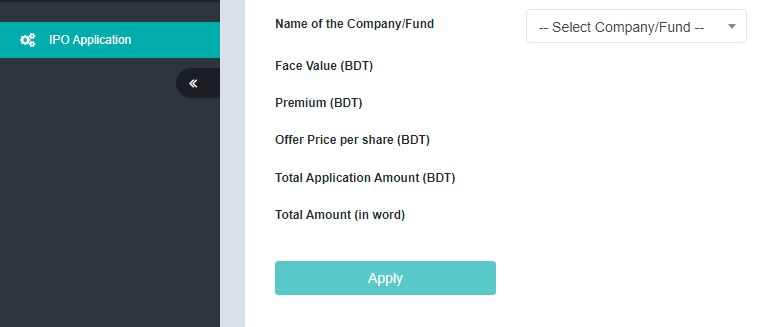 IPO Application
Name of the Company/Fund
-- Select Company/Fund --
Face Value (BDT)
Premium (BDT)
Offer Price per share (BDT)
Total Application Amount (BDT)
Total Amount (in word)
Apply